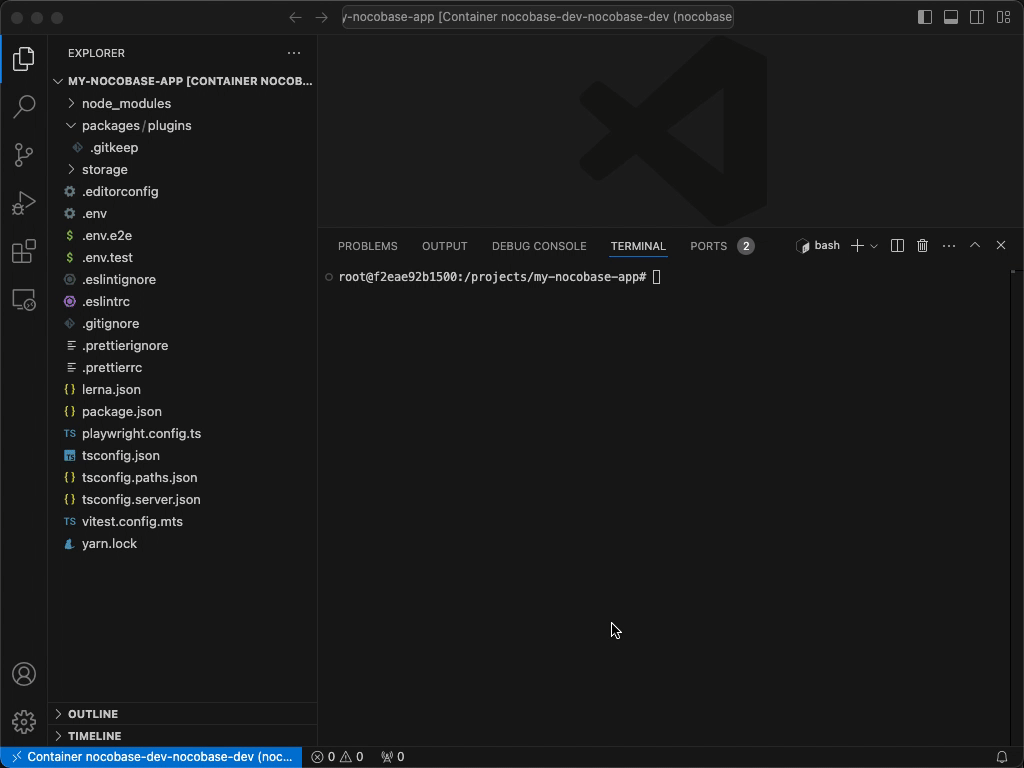 y-nocobase-app [Container nocobase-dev-nocobase-dev (nocobase
EXPLORER
MY-NOCOBASE-APP [CONTAINER NOCOB...
node_modules
packages/plugins
.gitkeep
storage
.editorconfig
.env
$ .env.e2e
$ .env.test
.eslintignore
.eslintrc
.gitignore
.prettierignore
.prettierrc
{} lerna.json
{} package.json
TS playwright.config.ts
TS tsconfig.json
{} tsconfig.paths.json
{} tsconfig.server.json
TS vitest.config.mts
yarn.lock
OUTLINE
TIMELINE
PROBLEMS OUTPUT DEBUG CONSOLE TERMINAL PORTS 2 bash
root@f2eae92b1500:/projects/my-nocobase-app#
Container nocobase-dev-nocobase-dev (noc... 0 0 0